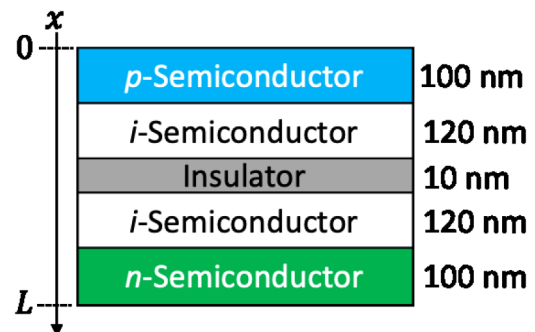 x
0
p-Semiconductor 100 nm
i-Semiconductor 120 nm
Insulator 10 nm
i-Semiconductor 120 nm
n-Semiconductor 100 nm
L